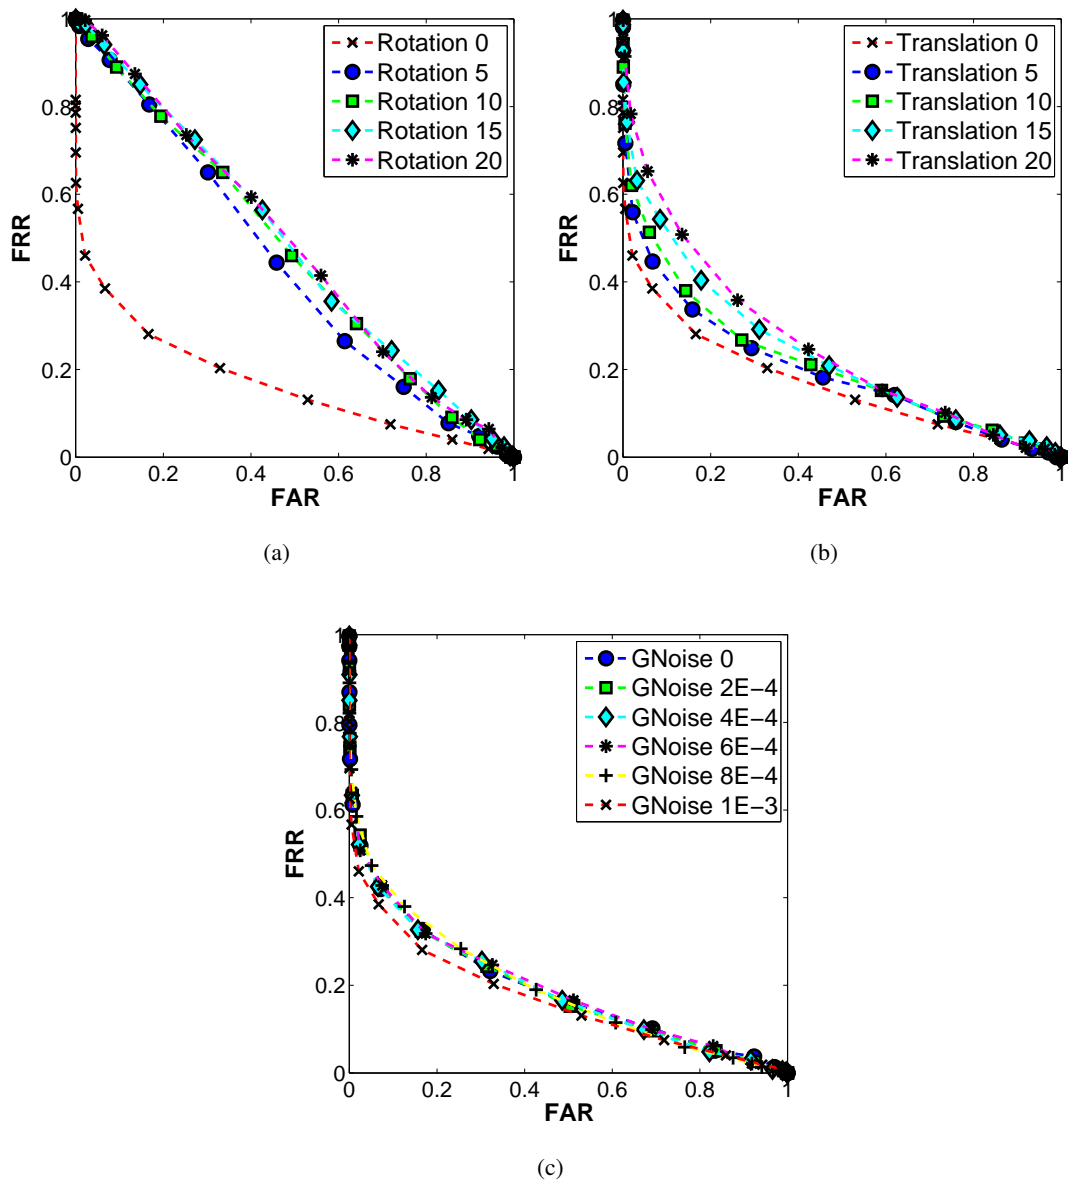 1
0.8
0.6
0.4
0.2
0
0
0.2
0.4
0.6
0.8
1
FRR
FAR
Rotation 0
Rotation 5
Rotation 10
Rotation 15
Rotation 20
(a)
1
0.8
0.6
0.4
0.2
0
0
0.2
0.4
0.6
0.8
1
FRR
FAR
Translation 0
Translation 5
Translation 10
Translation 15
Translation 20
(b)
1
0.8
0.6
0.4
0.2
0
0
0.2
0.4
0.6
0.8
1
FRR
FAR
GNoise 0
GNoise 2E−4
GNoise 4E−4
GNoise 6E−4
GNoise 8E−4
GNoise 1E−3
(c)